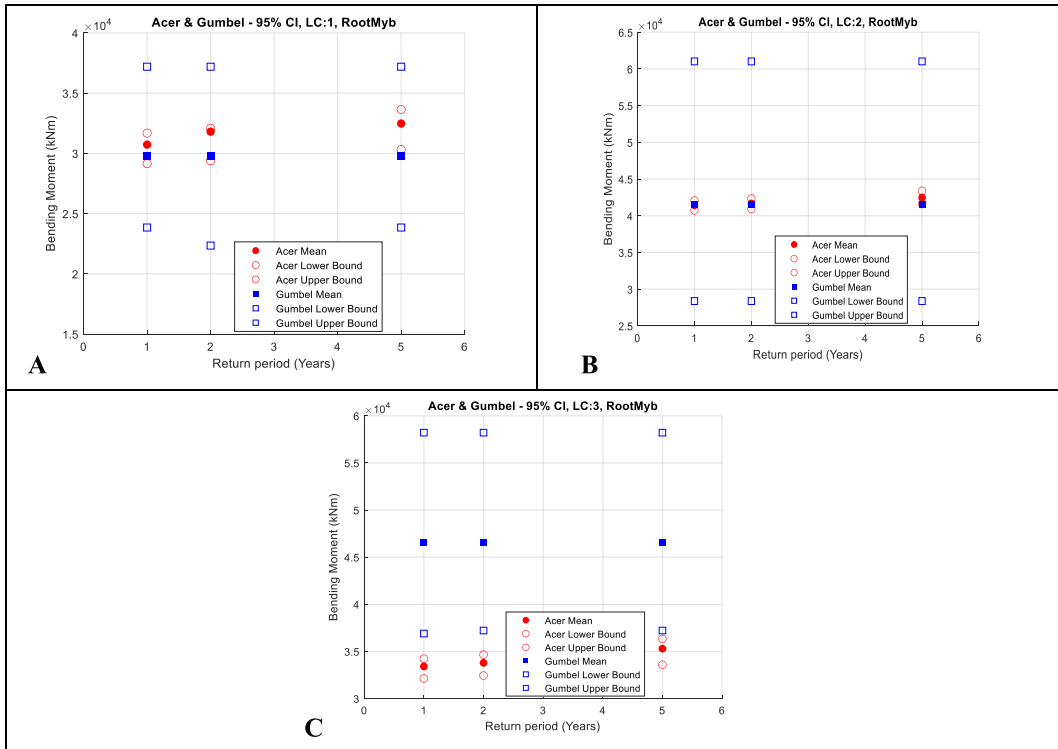 Acer & Gumbel - 95% CI, LC:1, RootMyb
×10⁴
4
3.5
3
2.5
2
1.5
Bending Moment (kNm)
Acer Mean
Acer Lower Bound
Acer Upper Bound
Gumbel Mean
Gumbel Lower Bound
Gumbel Upper Bound
0 1 2 3 4 5 6
Return period (Years)
A
Acer & Gumbel - 95% CI, LC:2, RootMyb
×10⁴
6.5
6
5.5
5
4.5
4
3.5
3
2.5
Bending Moment (kNm)
Acer Mean
Acer Lower Bound
Acer Upper Bound
Gumbel Mean
Gumbel Lower Bound
Gumbel Upper Bound
0 1 2 3 4 5 6
Return period (Years)
B
Acer & Gumbel - 95% CI, LC:3, RootMyb
×10⁴
6
5.5
5
4.5
4
3.5
3
Bending Moment (kNm)
Acer Mean
Acer Lower Bound
Acer Upper Bound
Gumbel Mean
Gumbel Lower Bound
Gumbel Upper Bound
0 1 2 3 4 5 6
Return period (Years)
C